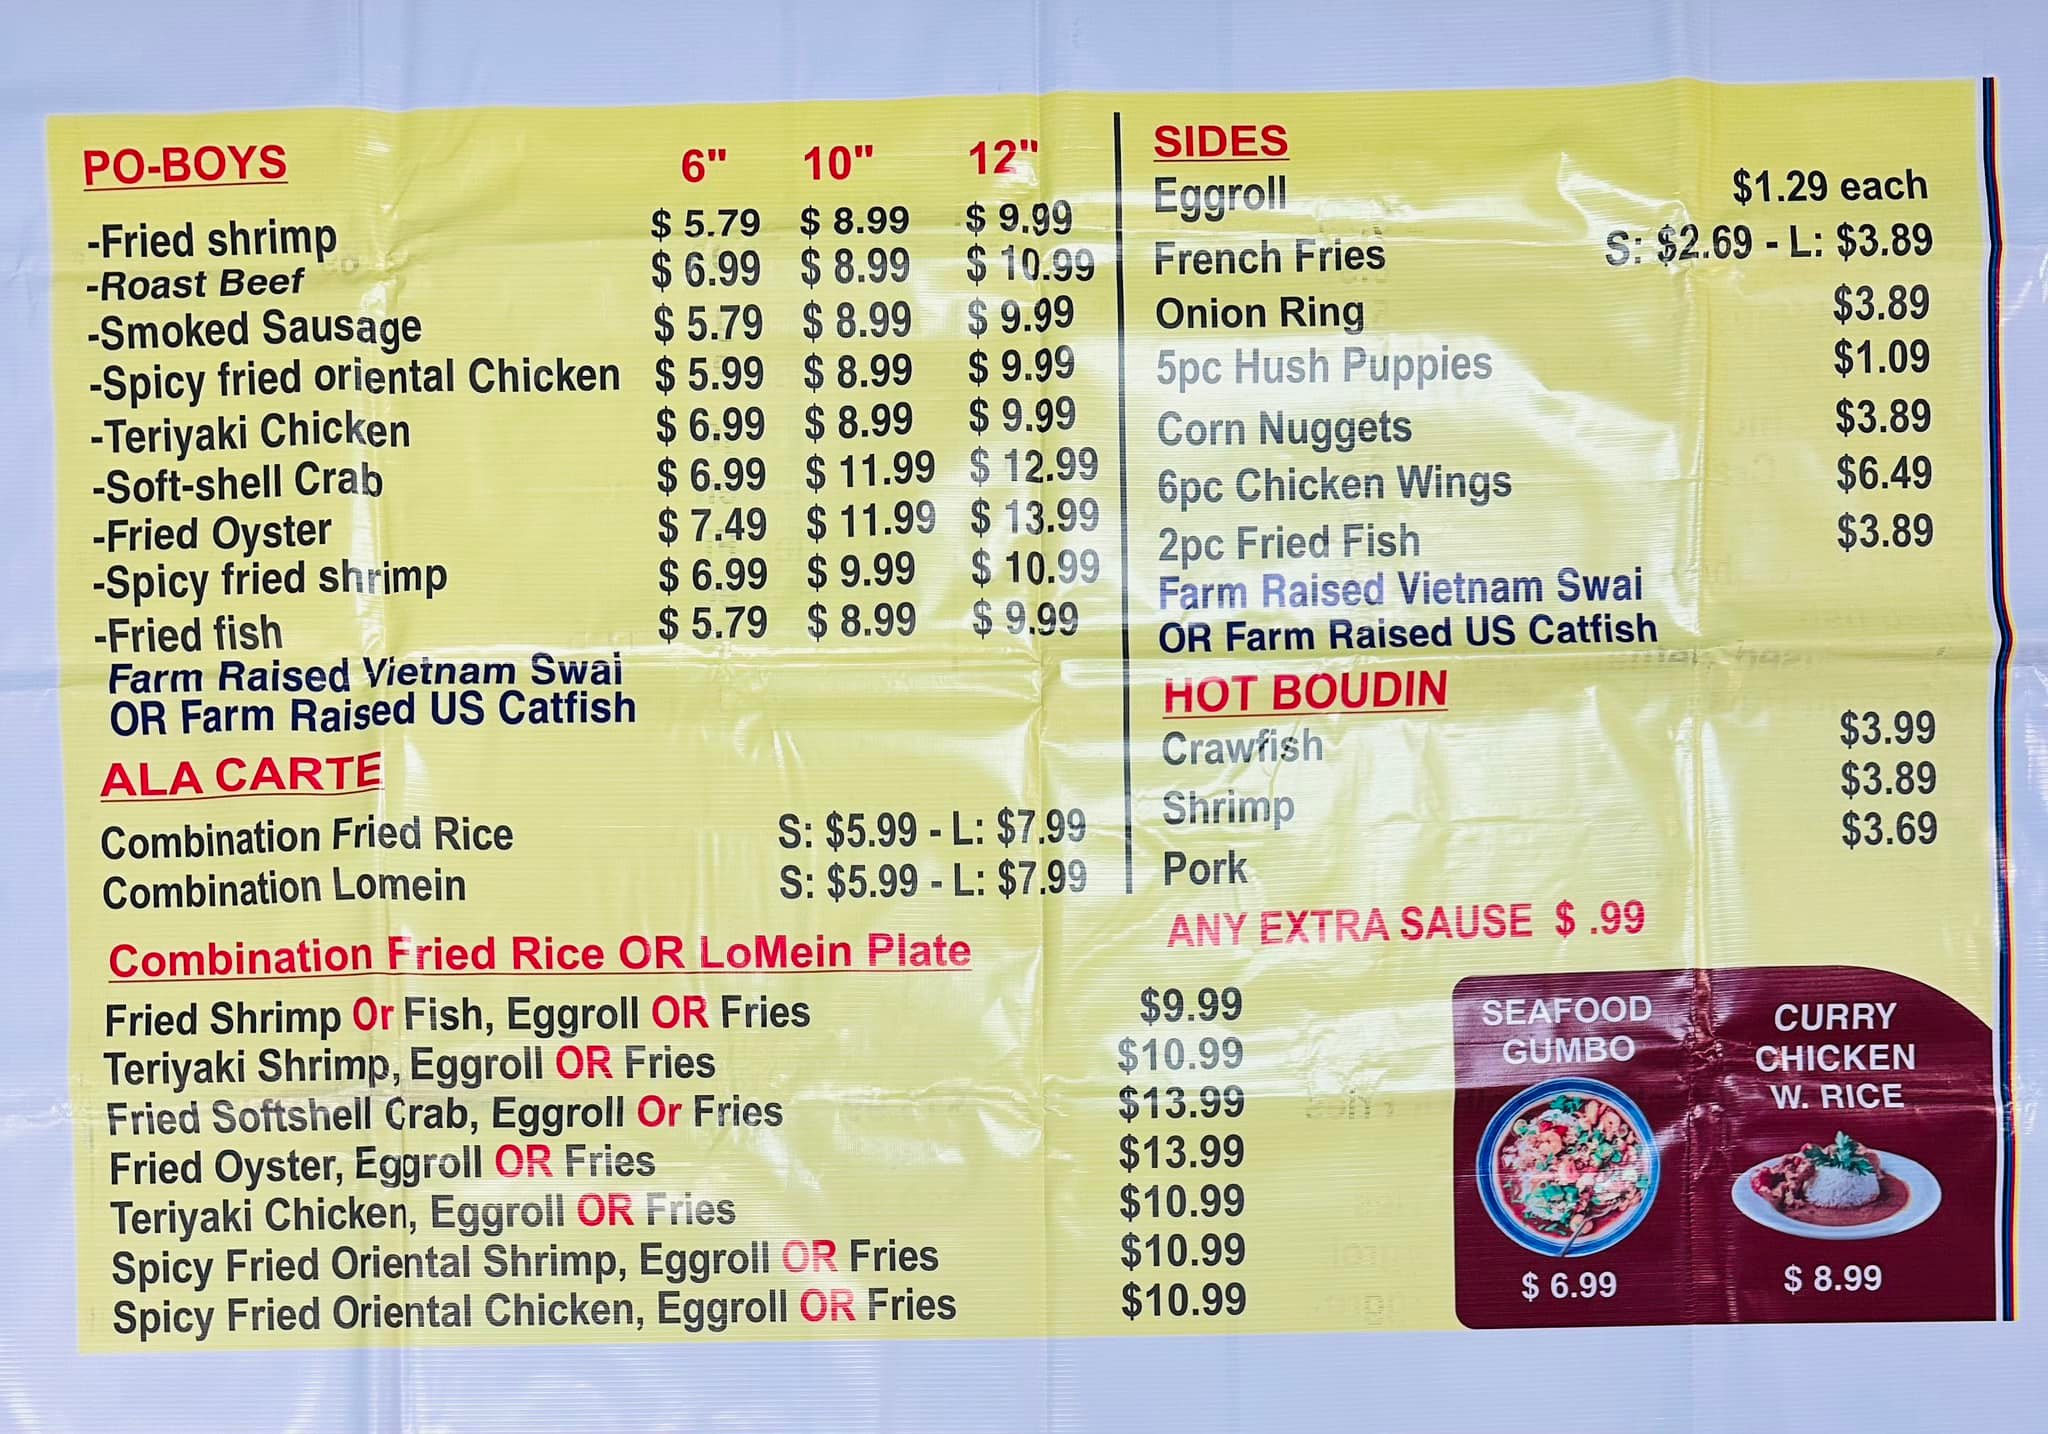 PO-BOYS 6" 10" 12"
-Fried shrimp $ 5.79 $ 8.99 $ 9.99
-Roast Beef $ 6.99 $ 8.99 $ 10.99
-Smoked Sausage $ 5.79 $ 8.99 $ 9.99
-Spicy fried oriental Chicken $ 5.99 $ 8.99 $ 9.99
-Teriyaki Chicken $ 6.99 $ 8.99 $ 9.99
-Soft-shell Crab $ 6.99 $ 11.99 $ 12.99
-Fried Oyster $ 7.49 $ 11.99 $ 13.99
-Spicy fried shrimp $ 6.99 $ 9.99 $ 10.99
-Fried fish $ 5.79 $ 8.99 $ 9.99
Farm Raised Vietnam Swai
OR Farm Raised US Catfish
ALA CARTE
Combination Fried Rice S: $5.99 - L: $7.99
Combination Lomein S: $5.99 - L: $7.99
SIDES
Eggroll $1.29 each
French Fries S: $2.69 - L: $3.89
Onion Ring $3.89
5pc Hush Puppies $1.09
Corn Nuggets $3.89
6pc Chicken Wings $6.49
2pc Fried Fish $3.89
Farm Raised Vietnam Swai
OR Farm Raised US Catfish
HOT BOUDIN
Crawfish $3.99
Shrimp $3.89
Pork $3.69
ANY EXTRA SAUSE $ .99
Combination Fried Rice OR LoMein Plate
Fried Shrimp Or Fish, Eggroll OR Fries $9.99
Teriyaki Shrimp, Eggroll OR Fries $10.99
Fried Softshell Crab, Eggroll Or Fries $13.99
Fried Oyster, Eggroll OR Fries $13.99
Teriyaki Chicken, Eggroll OR Fries $10.99
Spicy Fried Oriental Shrimp, Eggroll OR Fries $10.99
Spicy Fried Oriental Chicken, Eggroll OR Fries $10.99
SEAFOOD
GUMBO
$ 6.99
CURRY
CHICKEN
W. RICE
$ 8.99